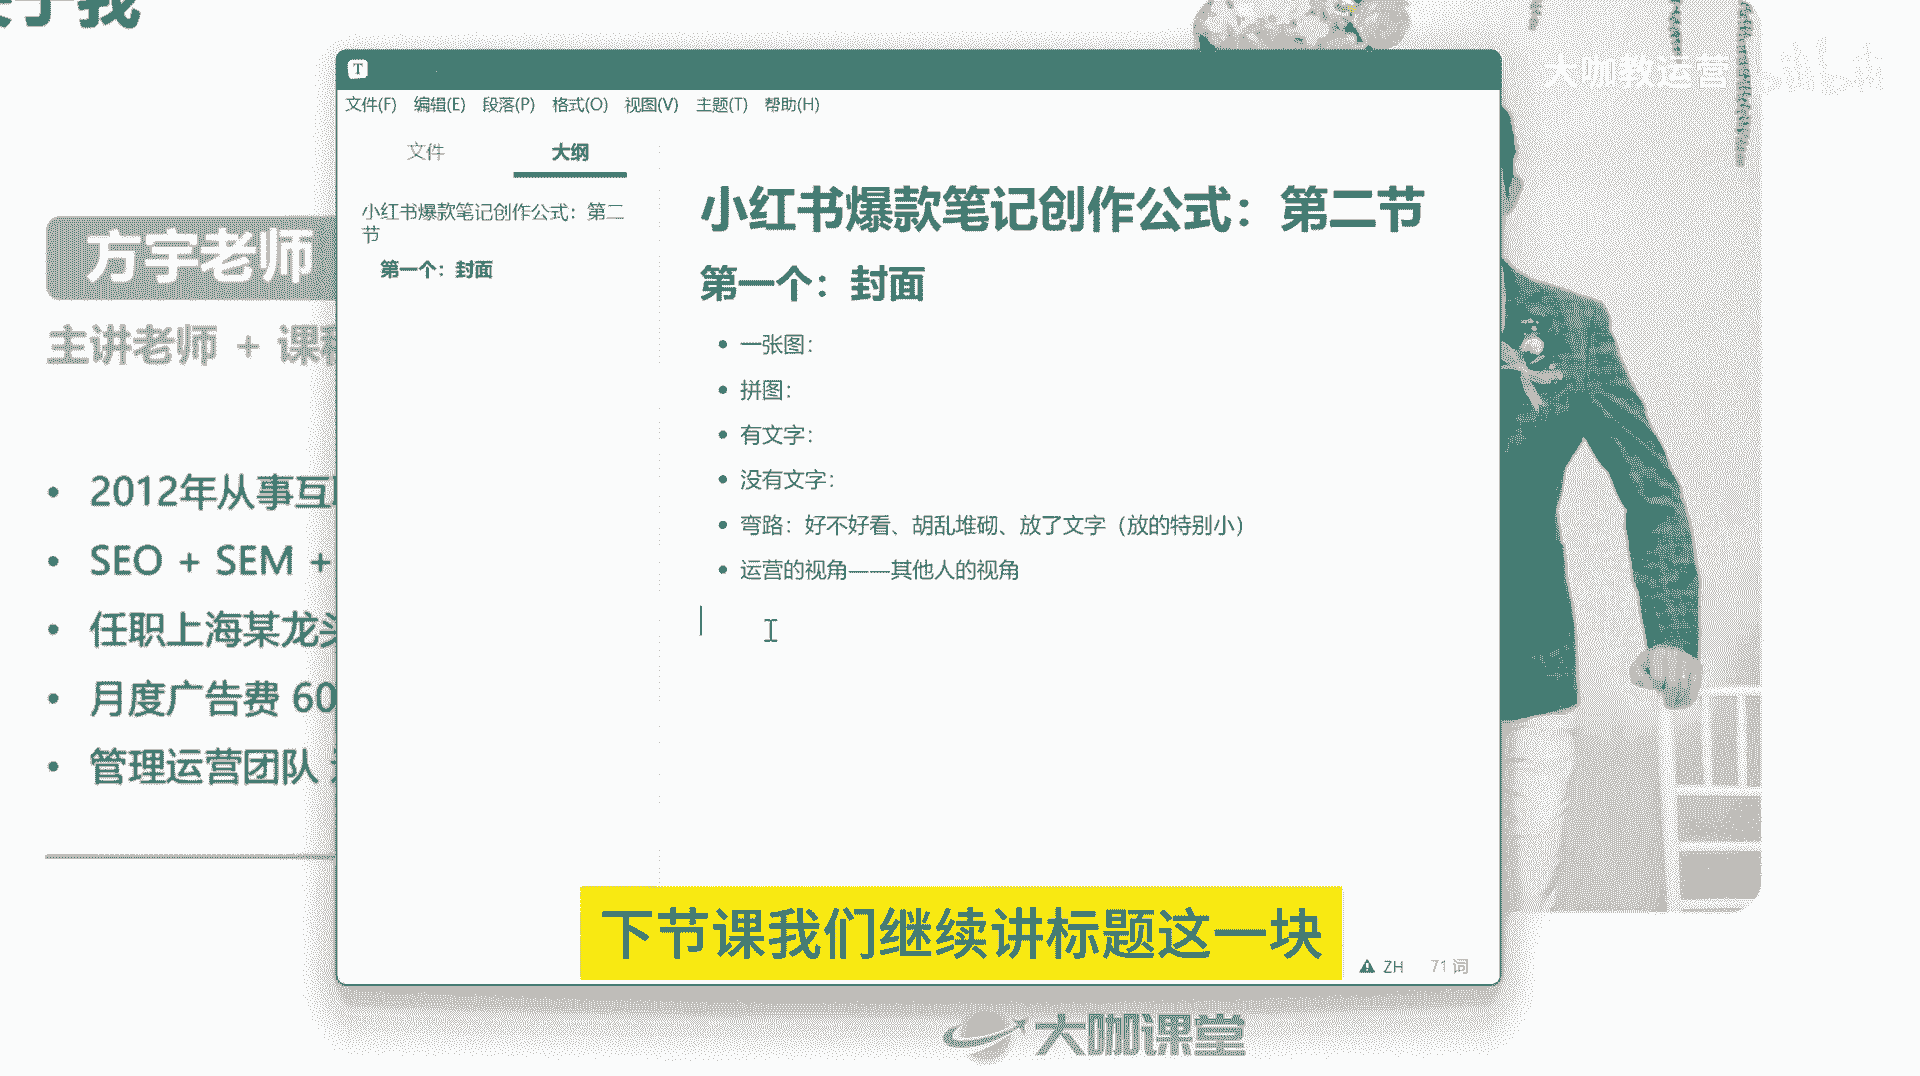 于我
大咖教运营
T
文件(F) 编辑(E) 段落(P) 格式(O) 视图(V) 主题(T) 帮助(H)
文件 大纲
小红书爆款笔记创作公式：第二
节
第一个：封面
小红书爆款笔记创作公式：第二节
第一个：封面
• 一张图：
• 拼图：
• 有文字：
• 没有文字：
• 弯路：好不好看、胡乱堆砌、放了文字（放的特别小）
• 运营的视角——其他人的视角
方宇老师
主讲老师 + 课
• 2012年从事互
• SEO + SEM +
• 任职上海某龙头
• 月度广告费 60
• 管理运营团队
下节课我们继续讲标题这一块
ZH 71 词
大咖课堂